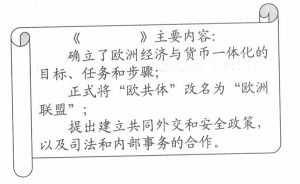 《 》主要内容：
确立了欧洲经济与货币一体化的
目标、任务和步骤；
正式将“欧共体”改名为“欧洲
联盟”；
提出建立共同外交和安全政策，
以及司法和内部事务的合作。